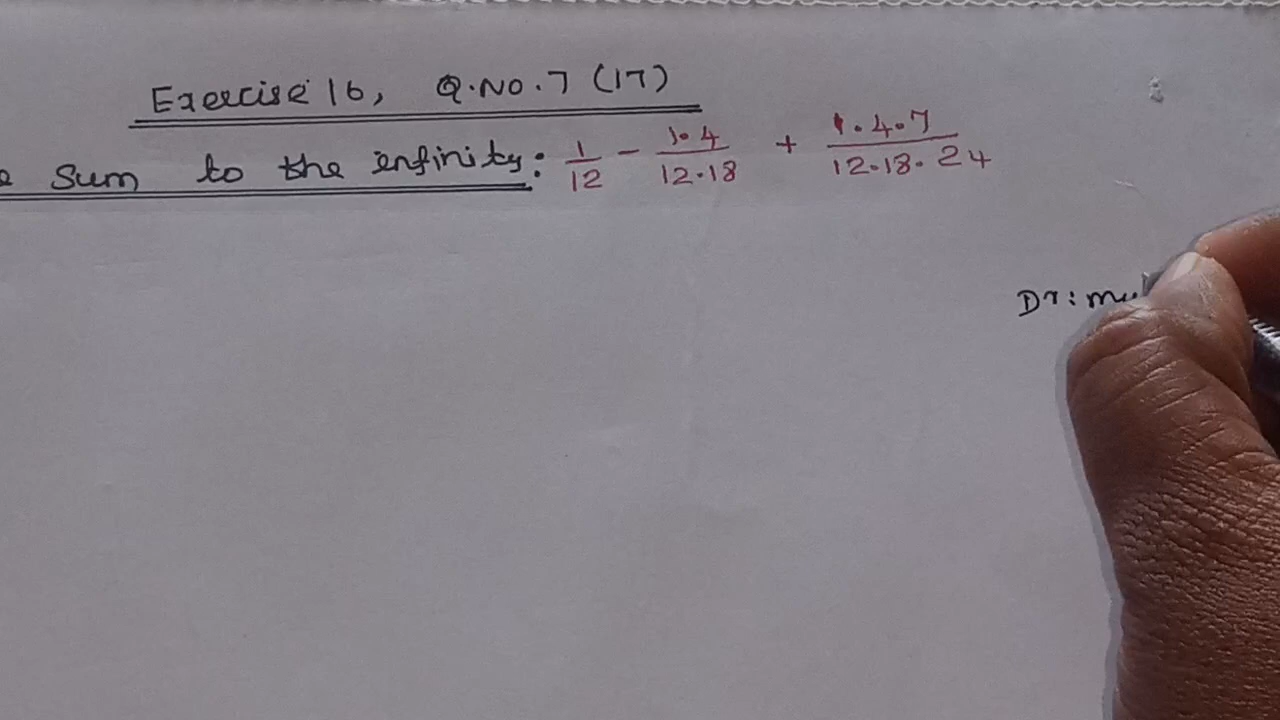 Exercise 16, Q.No.7 (17)
Sum to the infinity: 1/12 - 1.4/12.18 + 1.4.7/12.18.24
Dr: